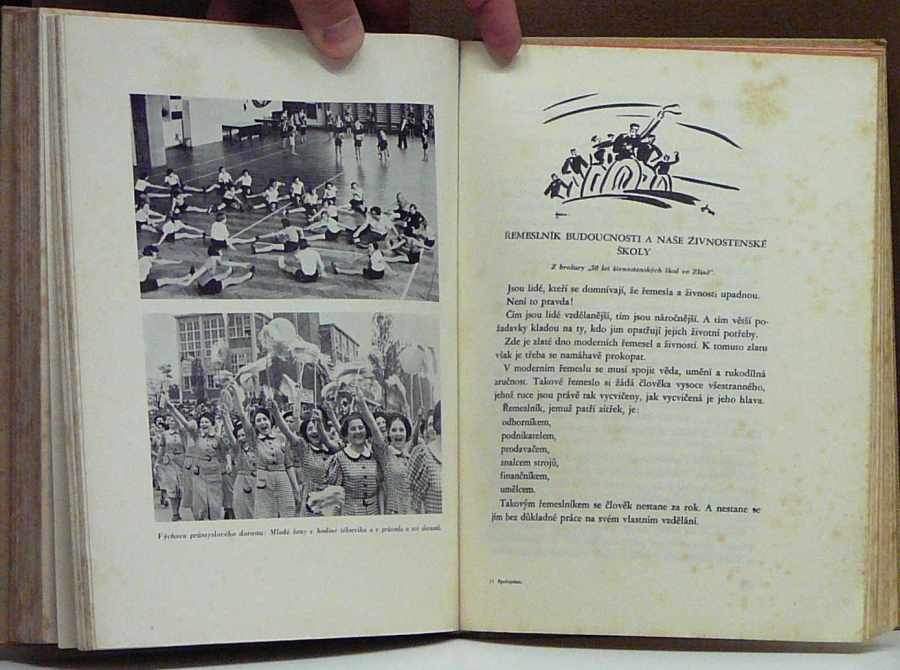 Výchova průmyslového dorostu: Mladé ženy v hodině tělocviku a v průvodu
ŘEMESLNÍK BUDOUCNOSTI A NAŠE ŽIVNOSTENSKÉ
ŠKOLY
Z brožury „50 let živnostenských škol ve Zlíně“.
Jsou lidé, kteří se domnívají, že řemesla a živnosti upadnou.
Není to pravda!
Čím jsou lidé vzdělanější, tím jsou náročnější. A tím větší po-
žadavky kladou na ty, kdo jim opatřují jejich životní potřeby.
Zde je zlaté dno moderních řemesel a živností. K tomuto zlatu
však je třeba se namáhavě prokopat.
V moderním řemeslu se musí spojit věda, umění a rukodílná
zručnost. Takové řemeslo si žádá člověka vysoce všestranného,
jehož ruce jsou právě tak vycvičeny, jak vycvičená je jeho hlava.
Řemeslník, jemuž patří zítřek, je:
odborníkem,
podnikatelem,
prodavačem,
znalcem strojů,
finančníkem,
umělcem.
Takovým řemeslníkem se člověk nestane za rok. A nestane se
jím bez důkladné práce na svém vlastním vzdělání.